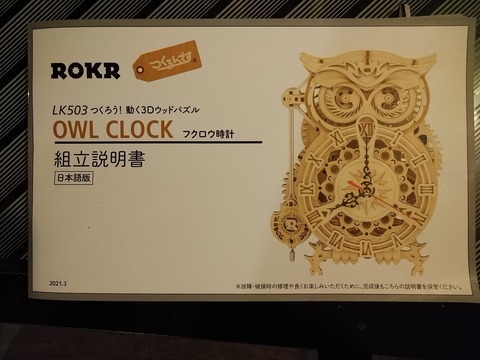 ROKR
つくるんです
LK503 つくろう! 動く3Dウッドパズル
OWL CLOCK フクロウ時計
組立説明書
日本語版
2021.3
※故障・破損時の修理や長くお楽しみいただくために、完成後もこちらの説明書を保管ください。